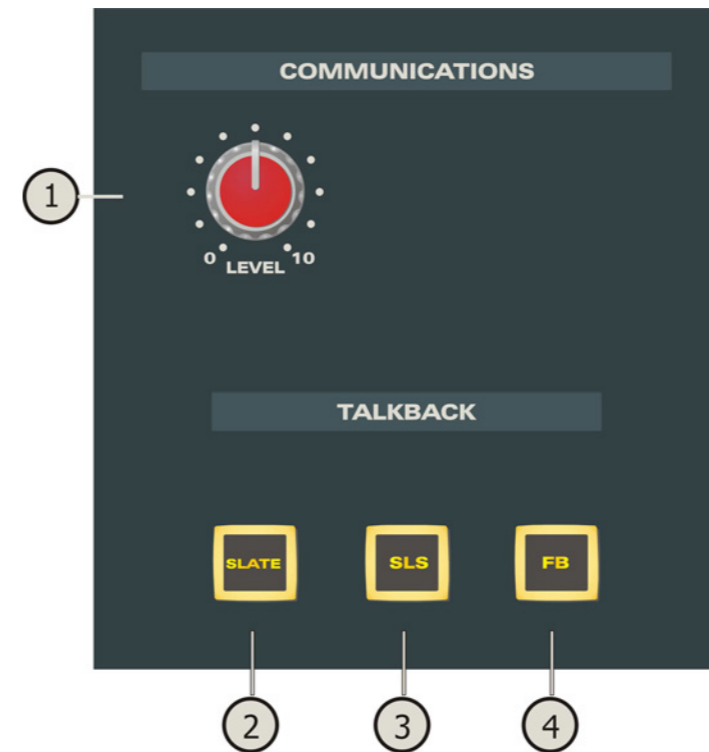 COMMUNICATIONS
1
0 LEVEL 10
TALKBACK
SLATE SLS FB
2 3 4